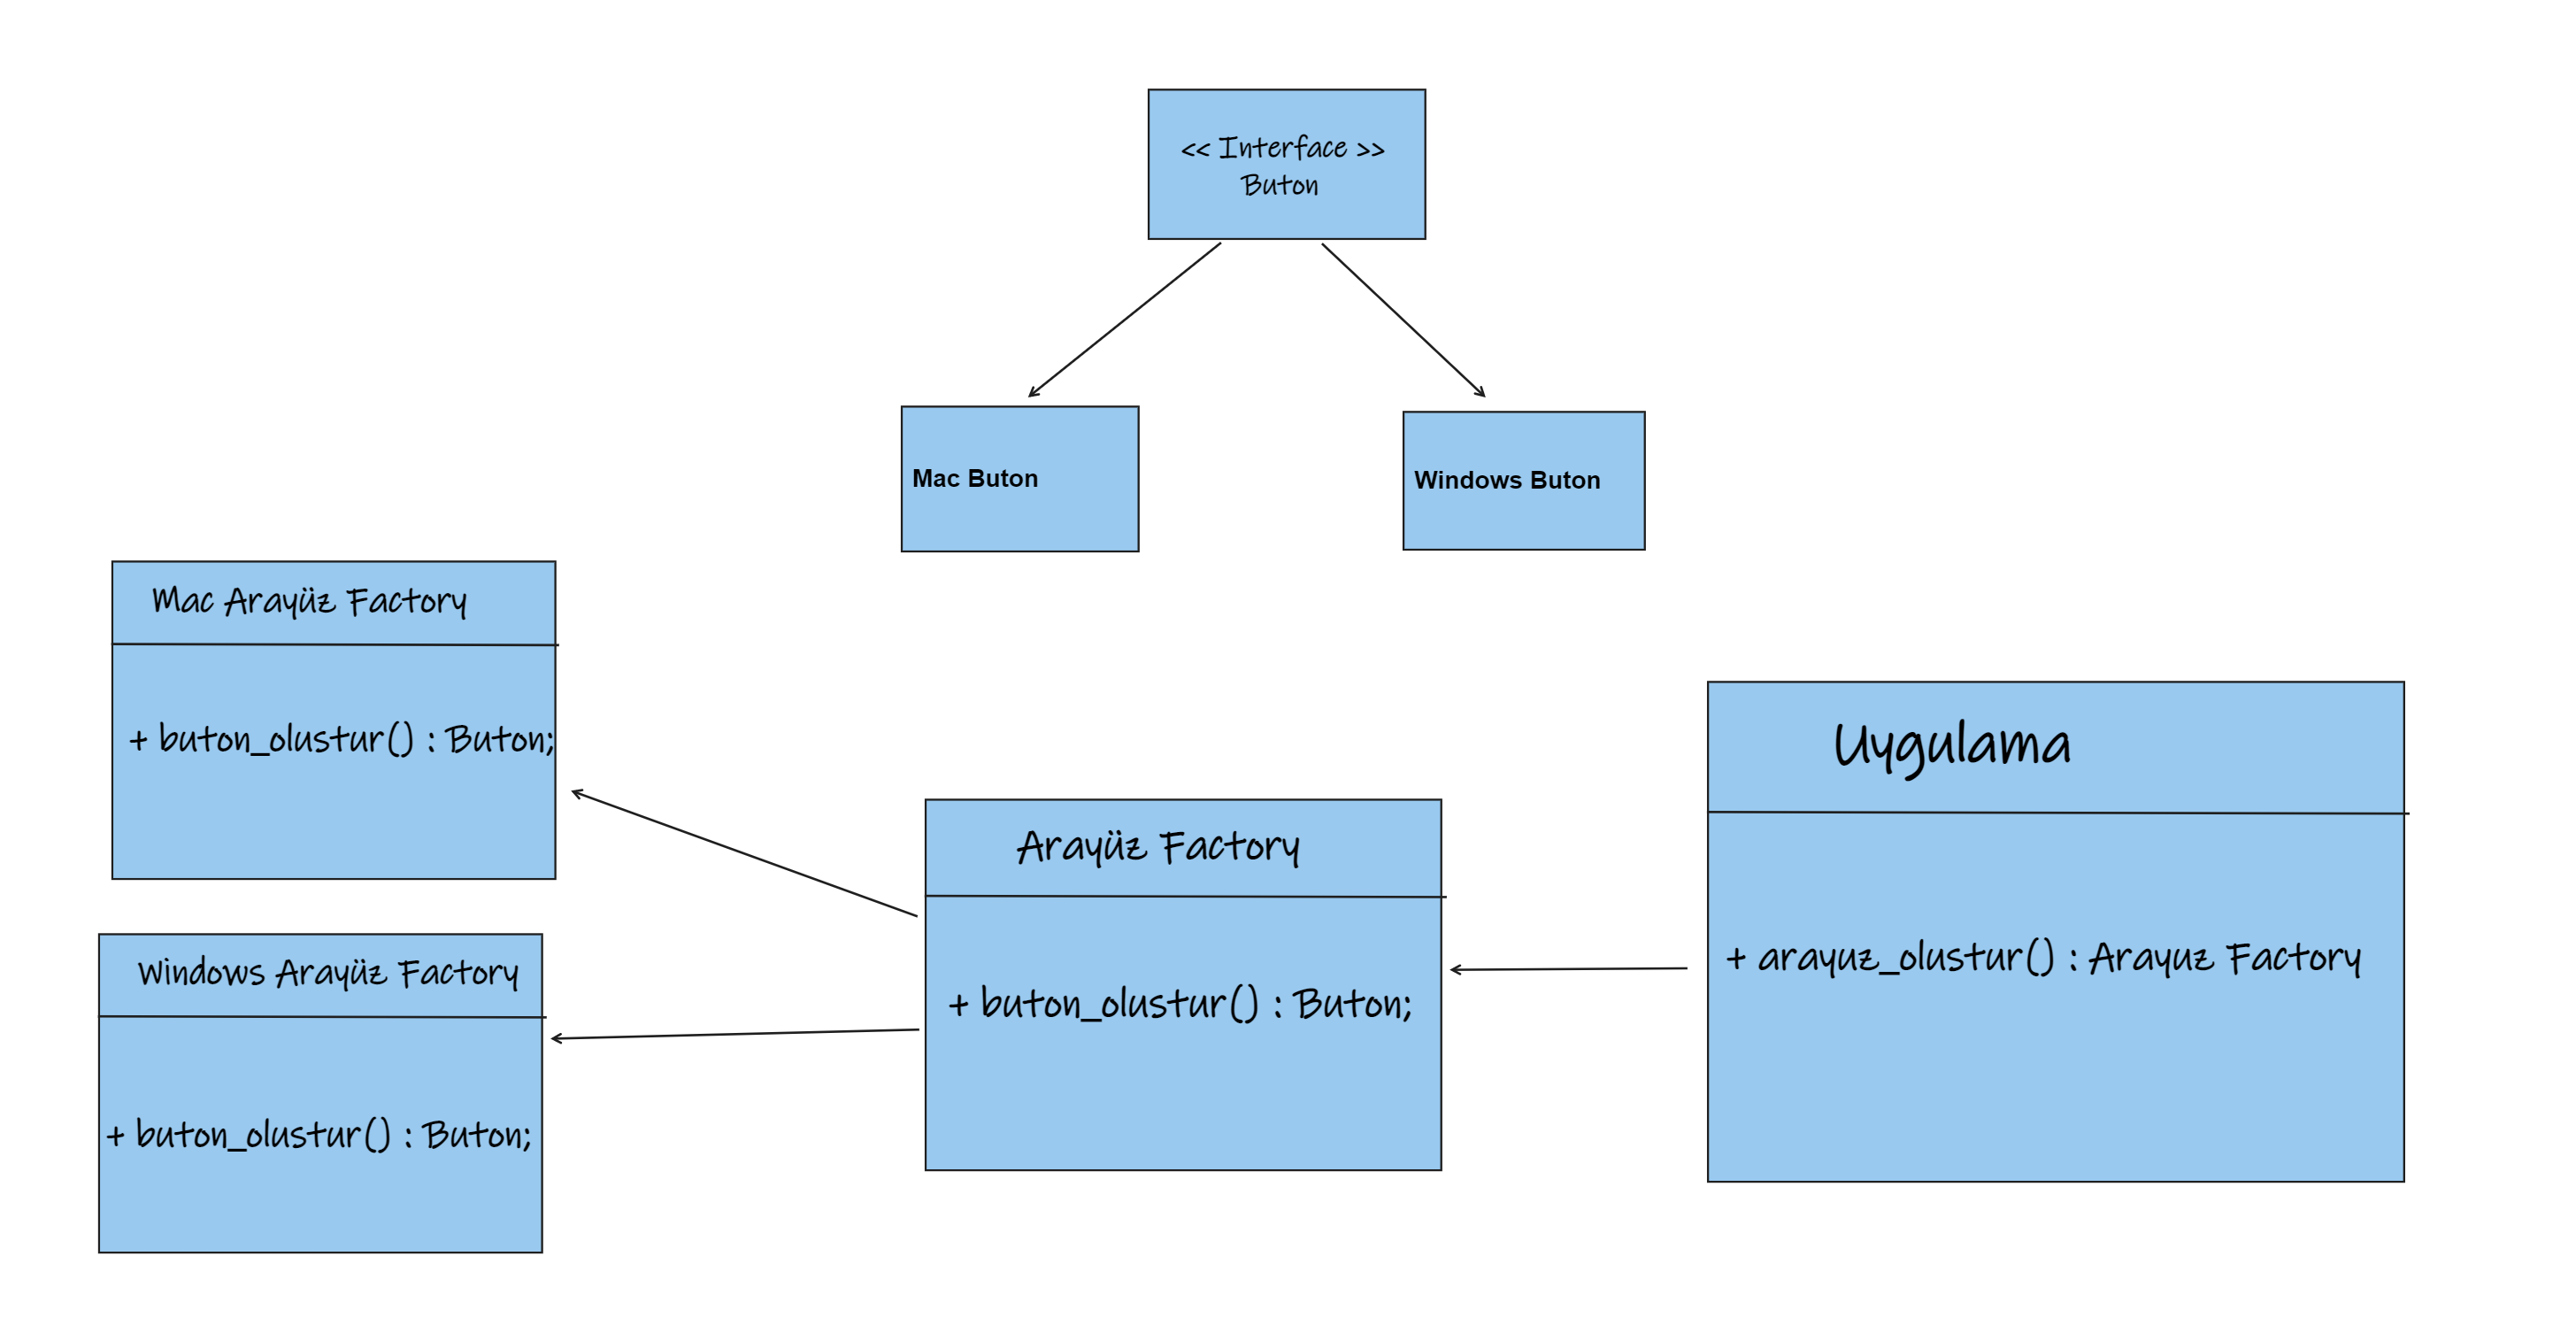 << Interface >>
Buton
Mac Buton
Windows Buton
Mac Arayüz Factory
+ buton_olustur() : Buton;
Windows Arayüz Factory
+ buton_olustur() : Buton;
Arayüz Factory
+ buton_olustur() : Buton;
Uygulama
+ arayuz_olustur() : Arayuz Factory